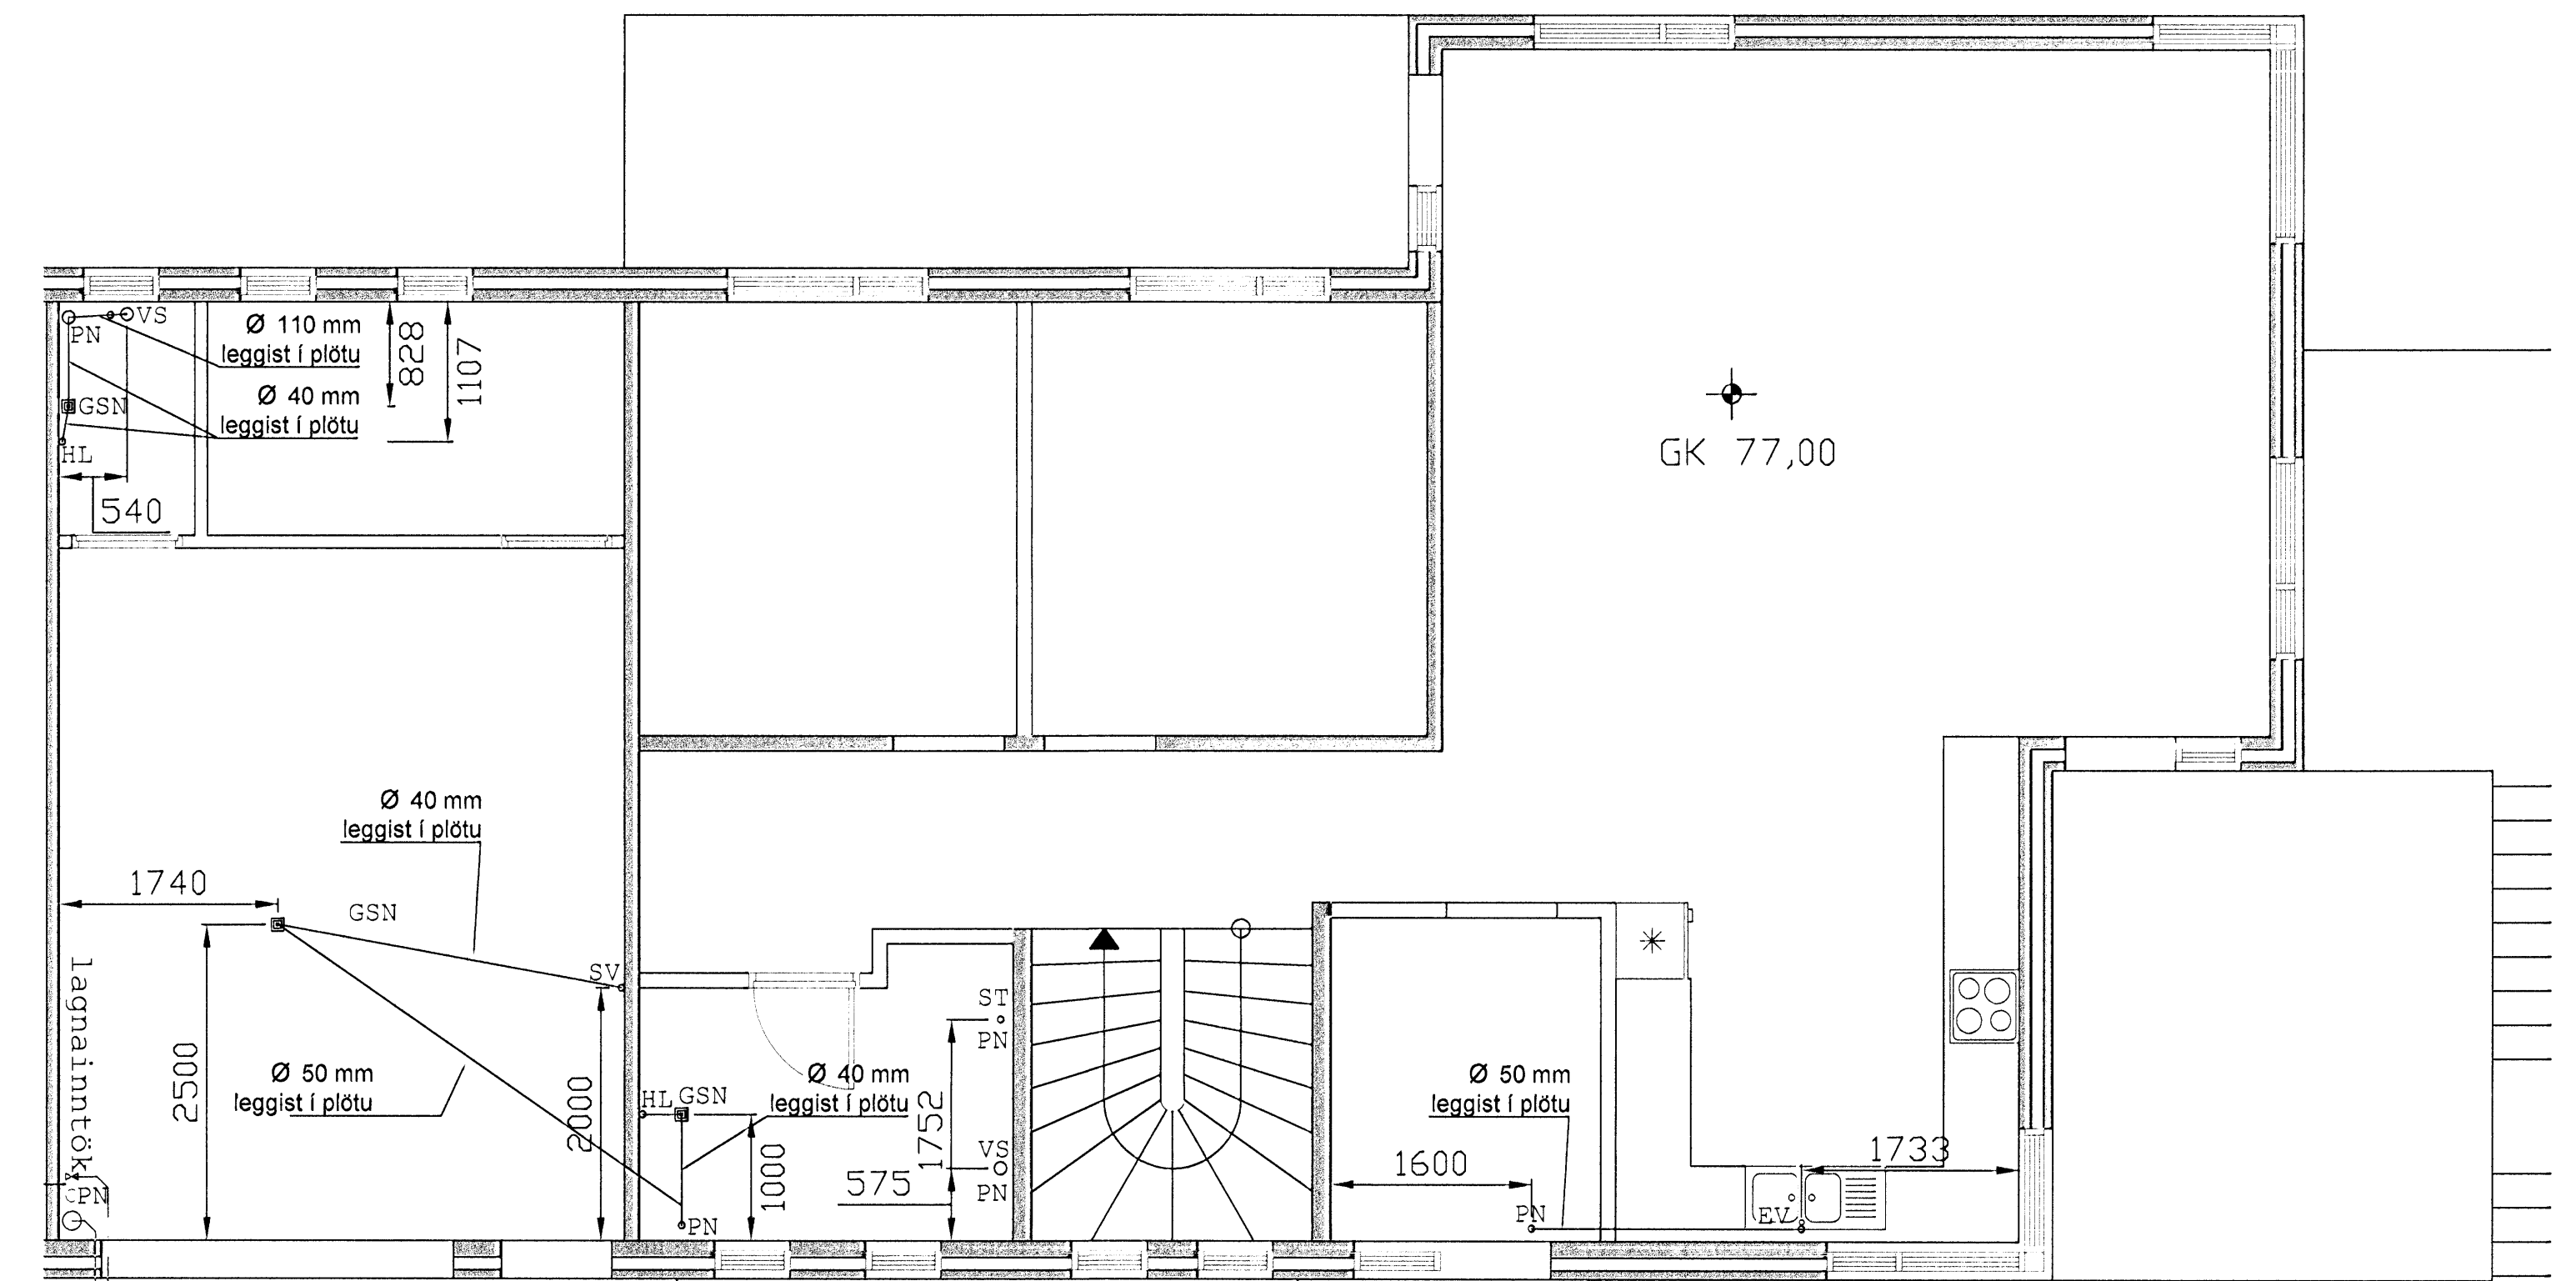 VS
PN
Ø 110 mm
leggist í plötu
828
1107
Ø 40 mm
leggist í plötu
GSN
HL
540
GK 77,00
Ø 40 mm
leggist í plötu
1740
GSN
lagnainntök
SV
2500
Ø 50 mm
leggist í plötu
2000
PN
HL GSN
Ø 40 mm
leggist í plötu
1000
PN
ST
PN
1752
VS
PN
575
Ø 50 mm
leggist í plötu
1600
PN
EV
1733